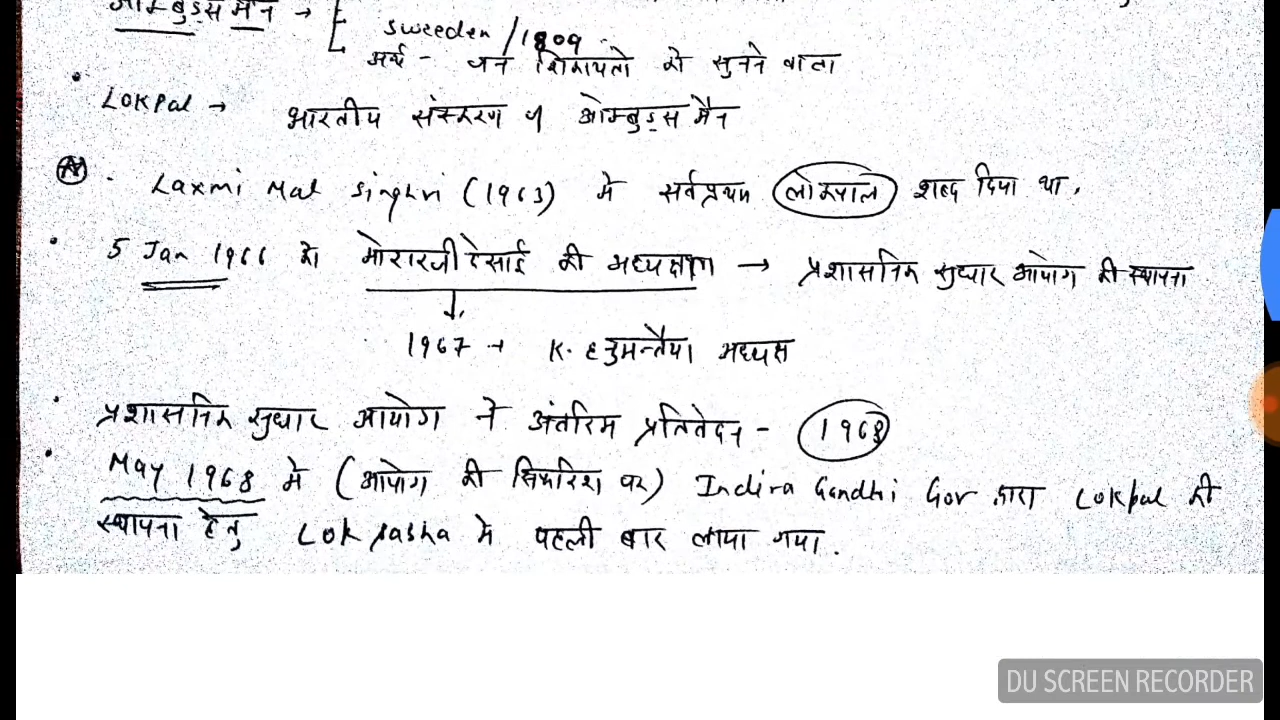 ओम्बुड्स मैन → [ Sweeden / 1809
अर्थ - जन शिकायतो को सुनने वाला
• LOKPal → भारतीय संस्करण of ओम्बुड्समैन
• Laxmi Mal Singhvi (1963) मे सर्वप्रथम लोकपाल शब्द दिया था.
• 5 Jan 1966 को मोरारजी देसाई की अध्यक्षता → प्रशासनिक सुधार आयोग की स्थापना
1967 → K. हनुमन्तैया अध्यक्ष
• प्रशासनिक सुधार आयोग ने अंतरिम प्रतिवेदन - 1968
• May 1968 मे (आयोग की सिफारिश पर) Indira Gandhi Gov द्वारा Lokpal की
स्थापना हेतु Lok sabha मे पहली बार लाया गया.
DU SCREEN RECORDER